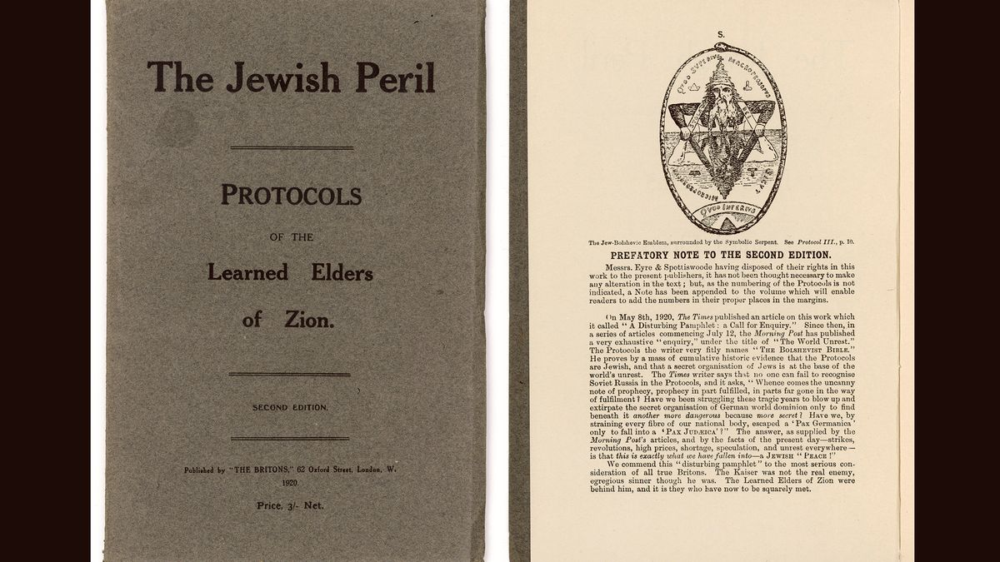 The Jewish Peril
PROTOCOLS
OF THE
Learned Elders
of Zion.
SECOND EDITION.
Published by "THE BRITONS," 62 Oxford Street, London, W.
1920.
Price, 3/- Net.
S.
QVOD SVPERIVS MACROPROSOPVS
QVOD INFERIVS
The Jew-Bolshevic Emblem, surrounded by the Symbolic Serpent. See Protocol III., p. 10.
PREFATORY NOTE TO THE SECOND EDITION.
Messrs. Eyre & Spottiswoode having disposed of their rights in this
work to the present publishers, it has not been thought necessary to make
any alteration in the text; but, as the numbering of the Protocols is not
indicated, a Note has been appended to the volume which will enable
readers to add the numbers in their proper places in the margins.
On May 8th, 1920, The Times published an article on this work which
it called "A Disturbing Pamphlet: a Call for Enquiry." Since then, in
a series of articles commencing July 12, the Morning Post has published
a very exhaustive "enquiry," under the title of "The World Unrest."
The Protocols the writer very fitly names "THE BOLSHEVIST BIBLE."
He proves by a mass of cumulative historic evidence that the Protocols
are Jewish, and that a secret organisation of Jews is at the base of the
world's unrest. The Times writer says that no one can fail to recognise
Soviet Russia in the Protocols, and it asks, "Whence comes the uncanny
note of prophecy, prophecy in part fulfilled, in parts far gone in the way
of fulfilment? Have we been struggling these tragic years to blow up and
extirpate the secret organisation of German world dominion only to find
beneath it another more dangerous because more secret? Have we, by
straining every fibre of our national body, escaped a 'Pax Germanica'
only to fall into a 'PAX JUDÆICA'?" The answer, as supplied by the
Morning Post's articles, and by the facts of the present day—strikes,
revolutions, high prices, shortage, speculation, and unrest everywhere—
is that this is exactly what we have fallen into—a JEWISH "PEACE!"
We commend this "disturbing pamphlet" to the most serious con-
sideration of all true Britons. The Kaiser was not the real enemy,
egregious sinner though he was. The Learned Elders of Zion were
behind him, and it is they who have now to be squarely met.